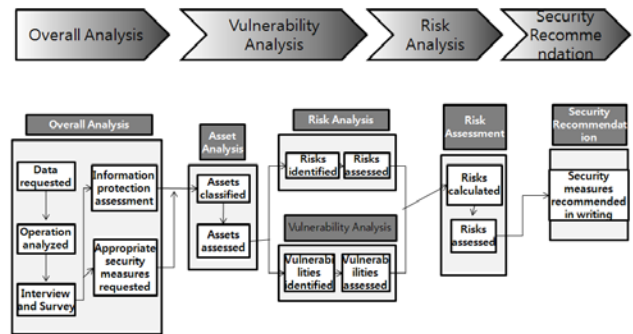 Overall Analysis
Vulnerability
Analysis
Risk
Analysis
Security
Recomme
ndation
Overall Analysis
Data
requested
Operation
analyzed
Interview
and Survey
Information
protection
assessment
Appropriate
security
measures
requested
Asset
Analysis
Assets
classified
Assets
assessed
Risk Analysis
Risks
identified
Risks
assessed
Vulnerability Analysis
Vulnerabi
lities
identified
Vulnerab
ilities
assessed
Risk
Assessment
Risks
calculated
Risks
assessed
Security
Recommendat
ion
Security
measures
recommended
in writing